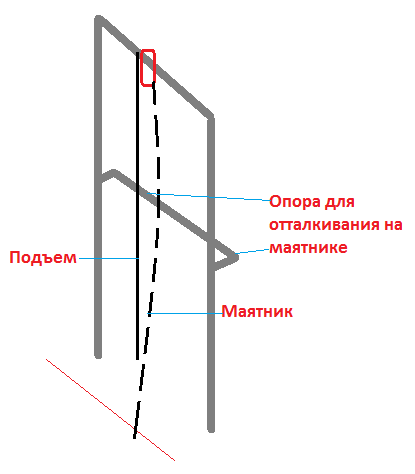 Опора для
отталкивания на
маятнике
Подъем
Маятник